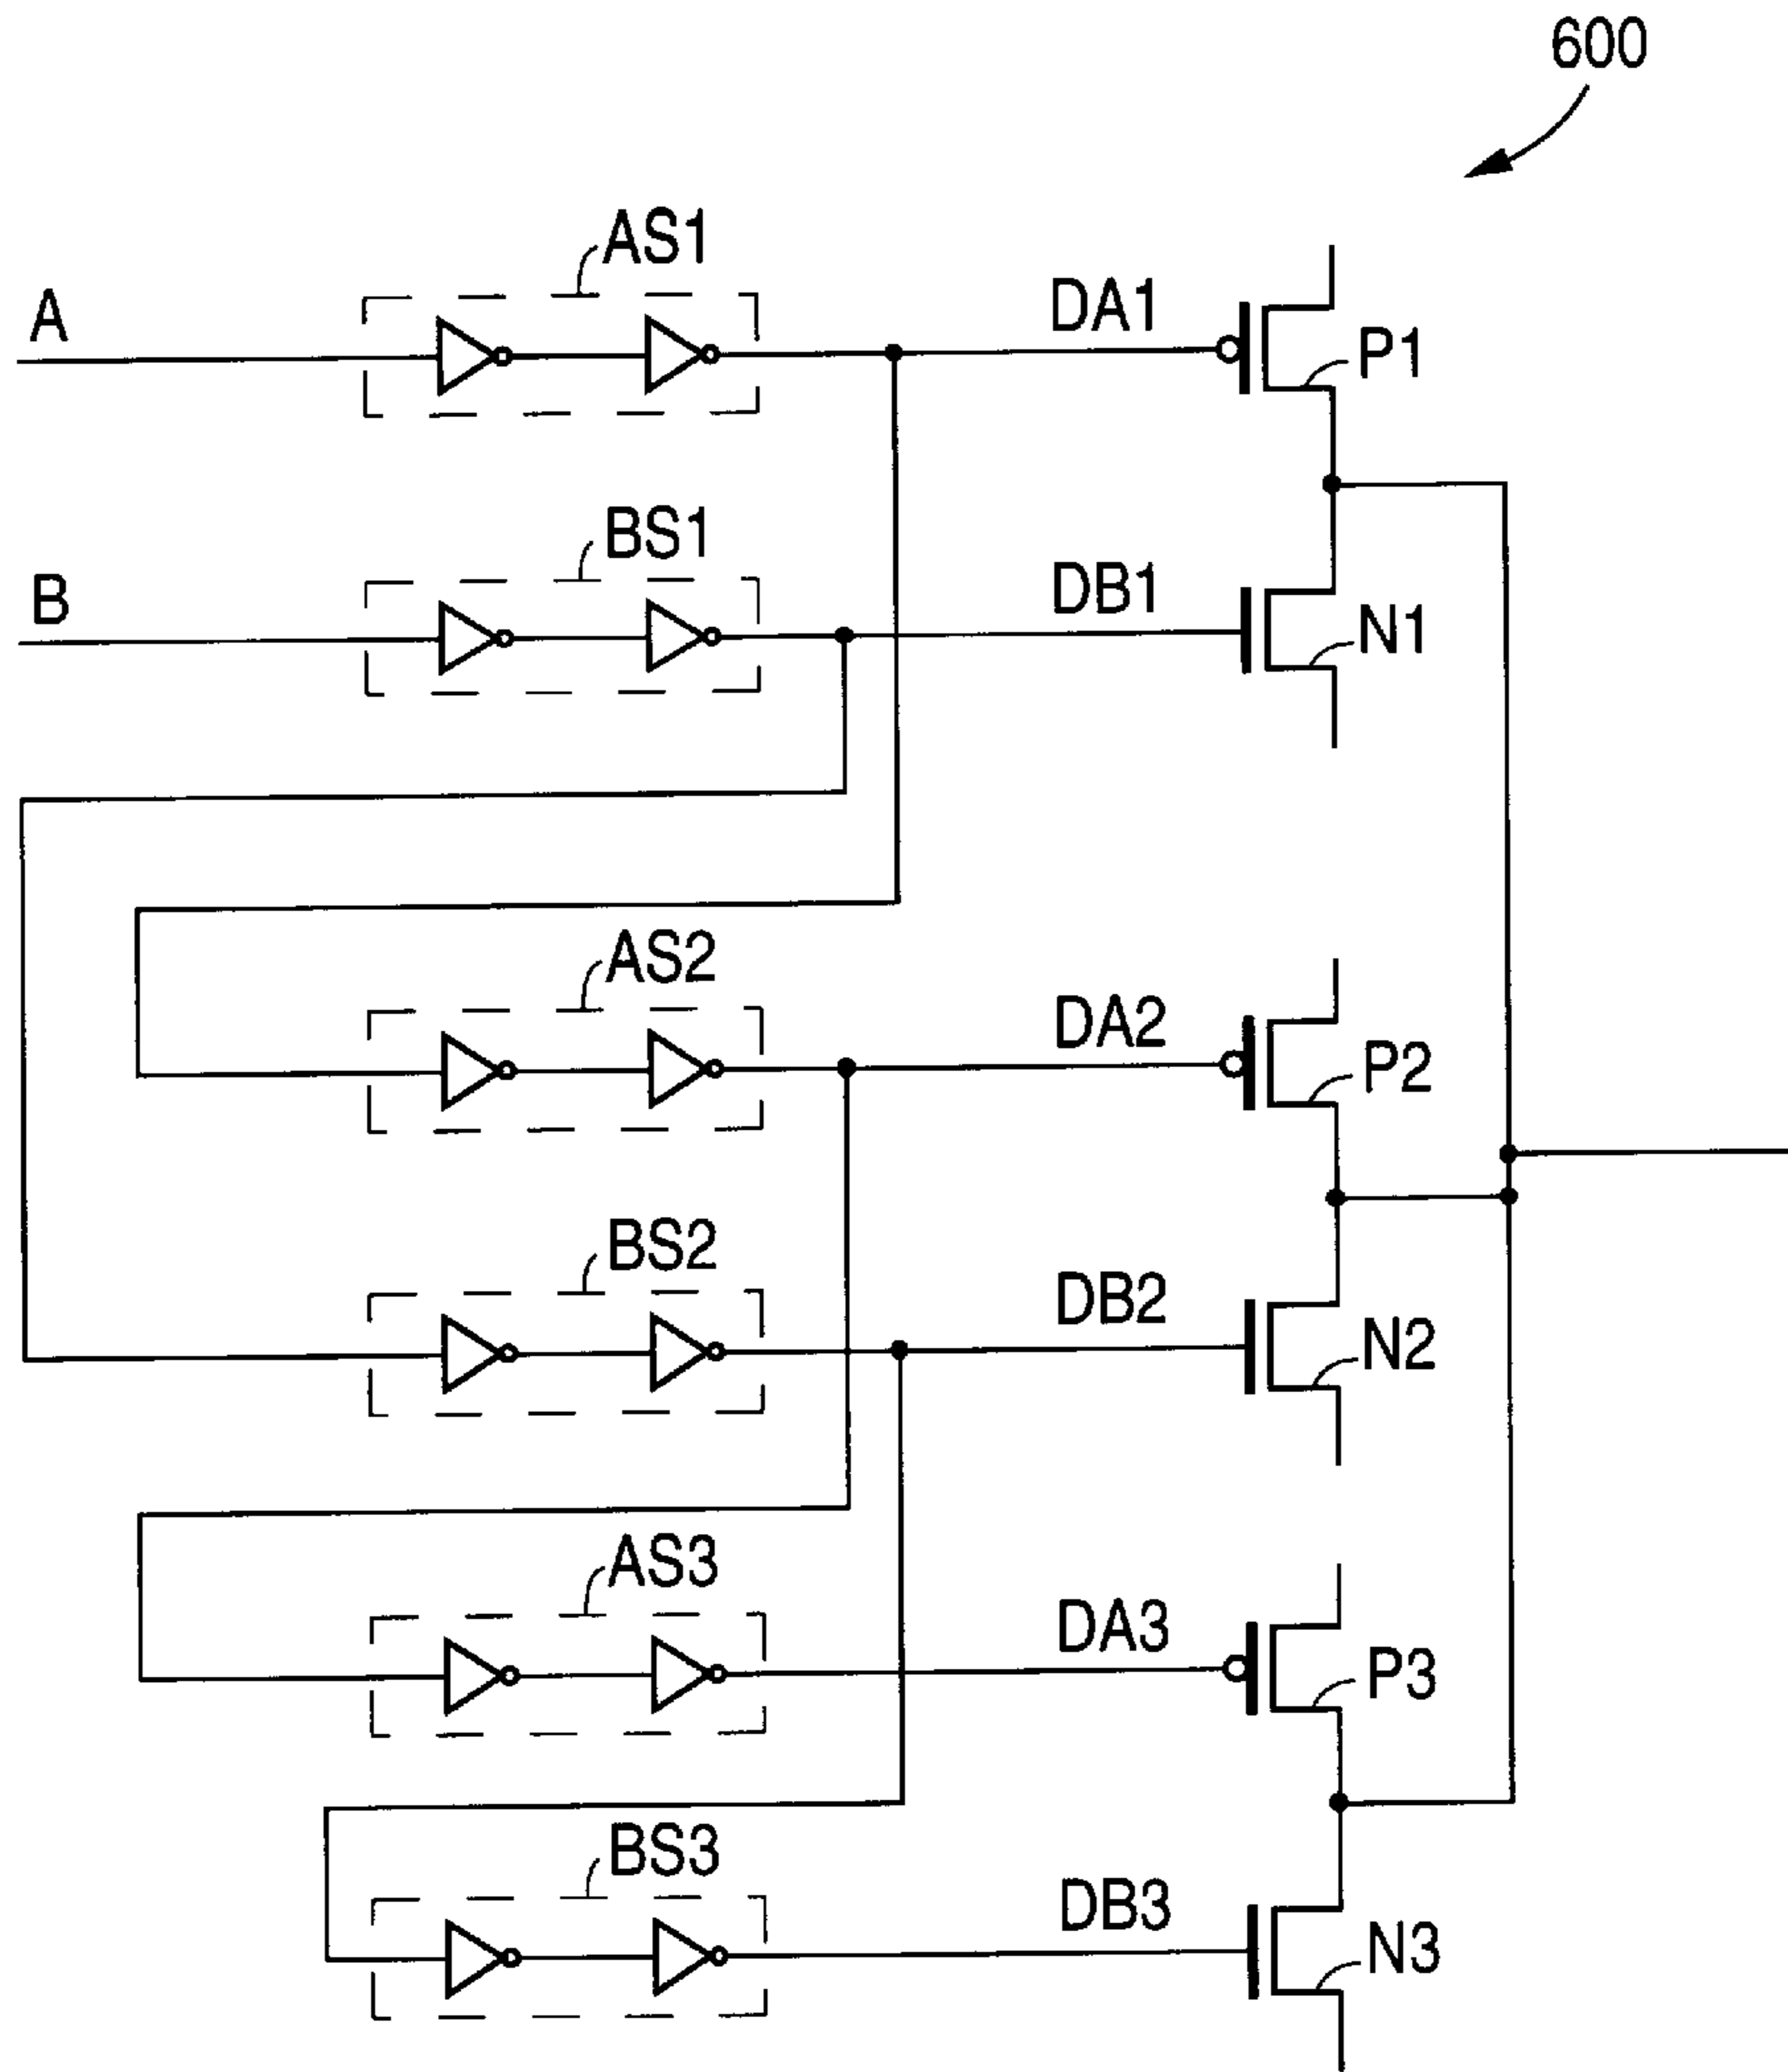 600
AS1
A
DA1
P1
BS1
B
DB1
N1
AS2
DA2
P2
BS2
DB2
N2
AS3
DA3
P3
BS3
DB3
N3